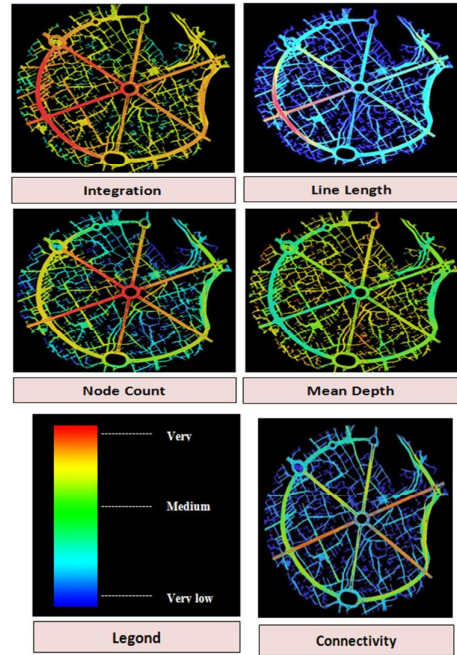 Integration
Line Length
Node Count
Mean Depth
Very
Medium
Very low
Legond
Connectivity